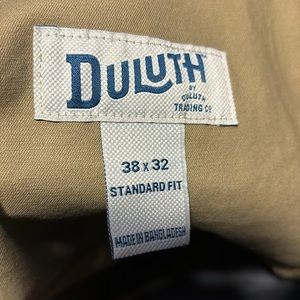 DULUTH
BY
DULUTH
TRADING CO
38 x 32
STANDARD FIT
MADE IN BANGLADESH